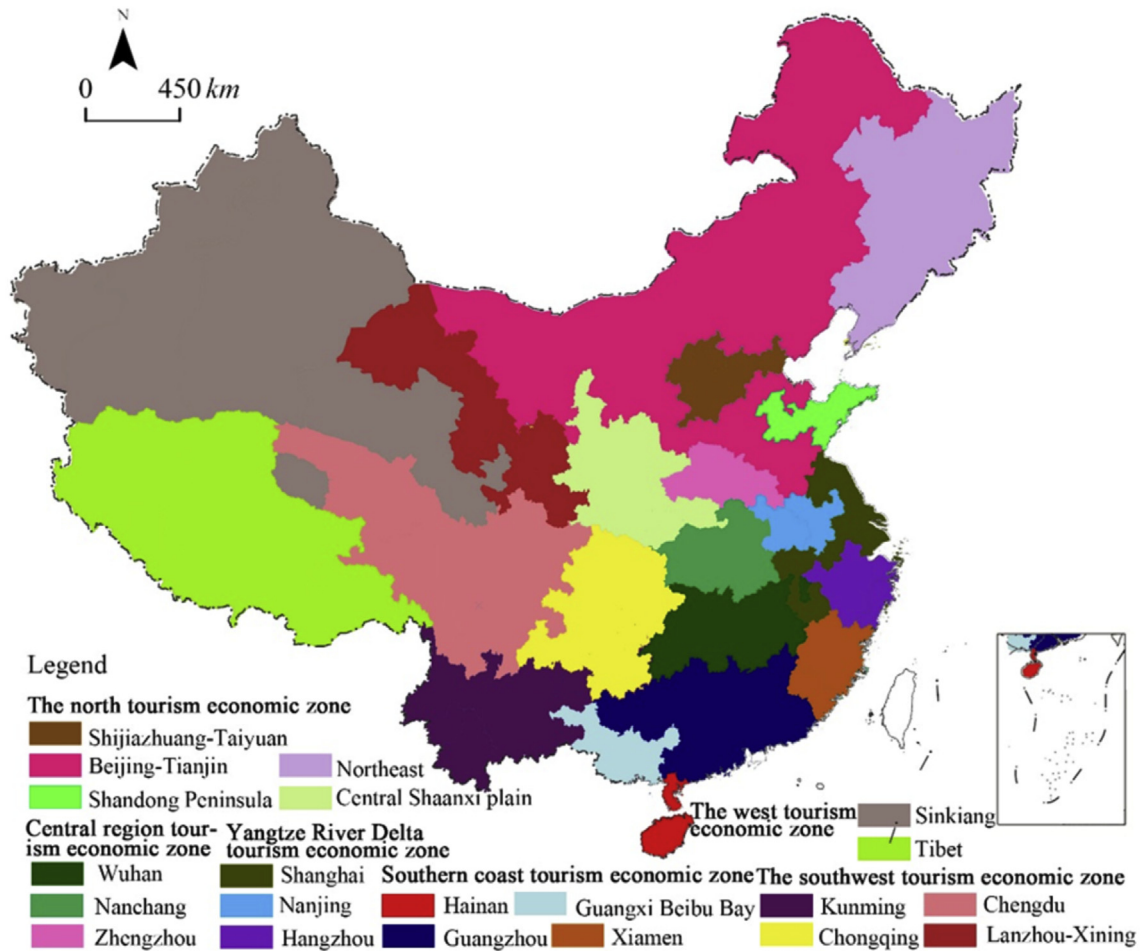 N
0 450 km
Legend
The north tourism economic zone
Shijiazhuang-Taiyuan
Beijing-Tianjin
Northeast
Shandong Peninsula
Central Shaanxi plain
The west tourism
economic zone
Sinkiang
Tibet
Central region tour-
ism economic zone
Wuhan
Nanchang
Zhengzhou
Yangtze River Delta
tourism economic zone
Shanghai
Nanjing
Hangzhou
Southern coast tourism economic zone
Hainan
Guangxi Beibu Bay
Guangzhou
Xiamen
The southwest tourism economic zone
Kunming
Chengdu
Chongqing
Lanzhou-Xining